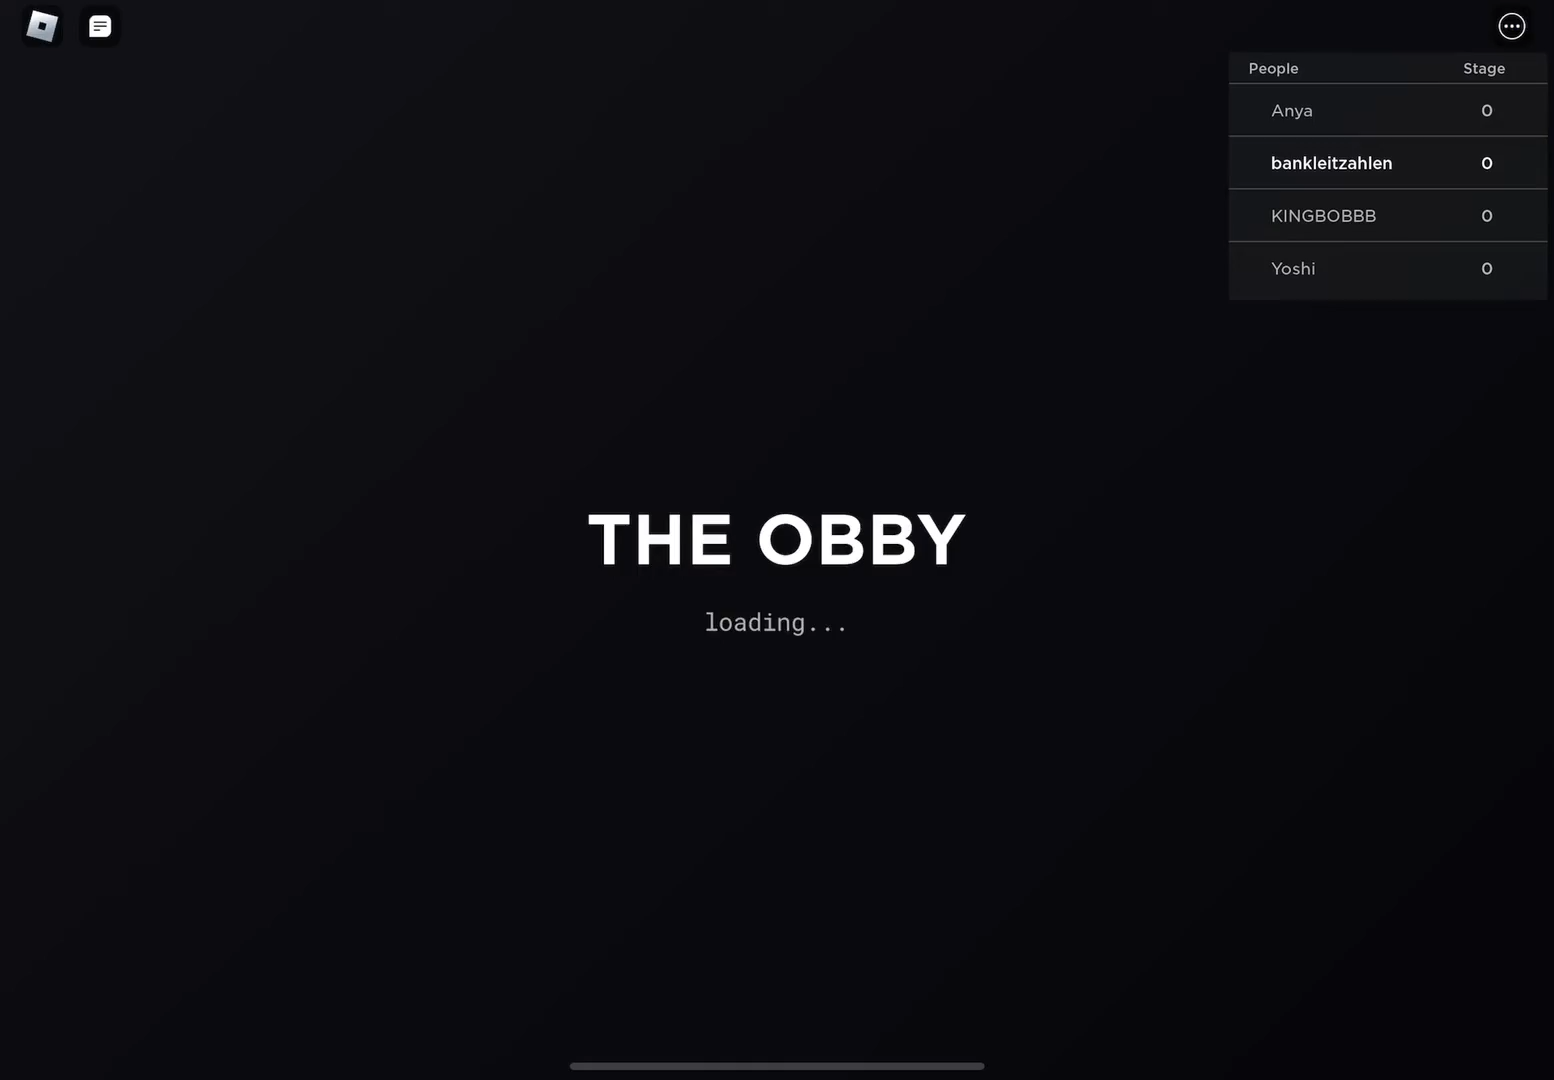 People Stage
Anya 0
bankleitzahlen 0
KINGBOBBB 0
Yoshi 0
THE OBBY
loading...